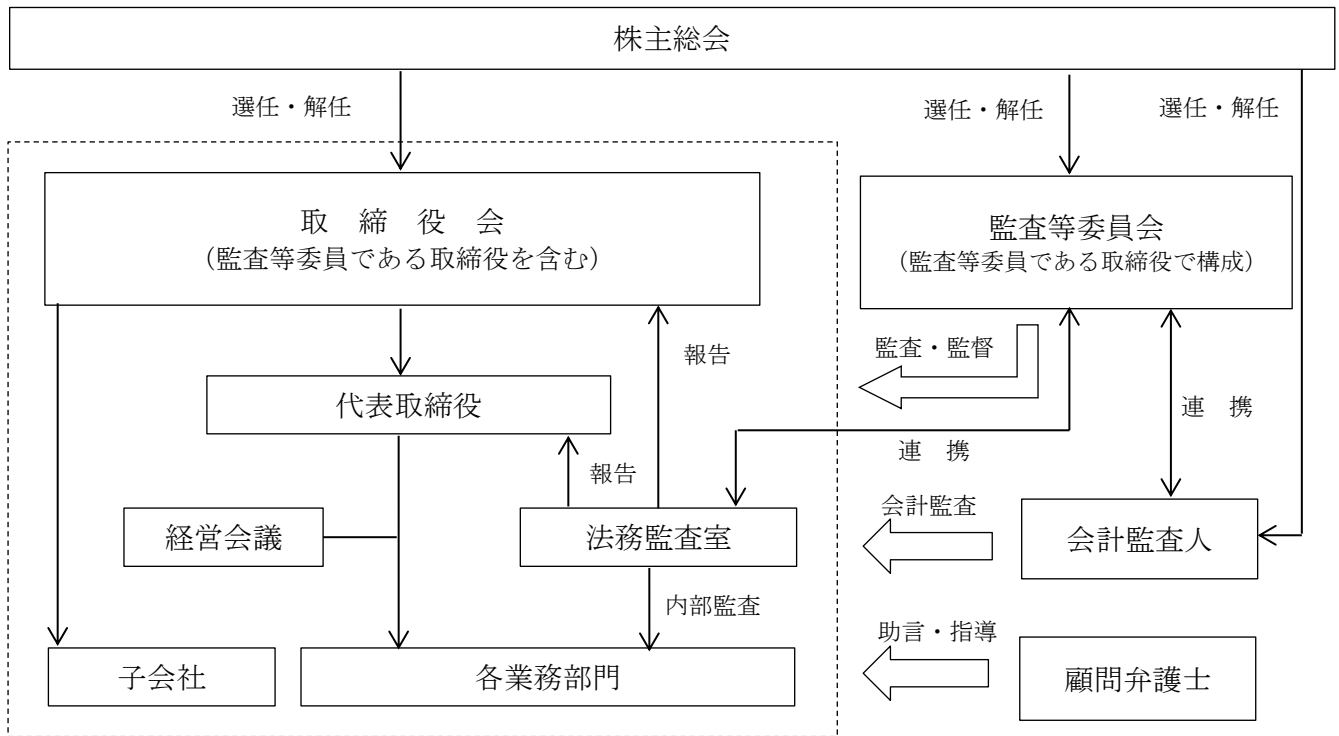 株主総会
選任・解任
選任・解任
選任・解任
取　締　役　会
（監査等委員である取締役を含む）
監査等委員会
（監査等委員である取締役で構成）
監査・監督
報告
代表取締役
連　携
連　携
報告
会計監査
経営会議
法務監査室
会計監査人
内部監査
助言・指導
子会社
各業務部門
顧問弁護士